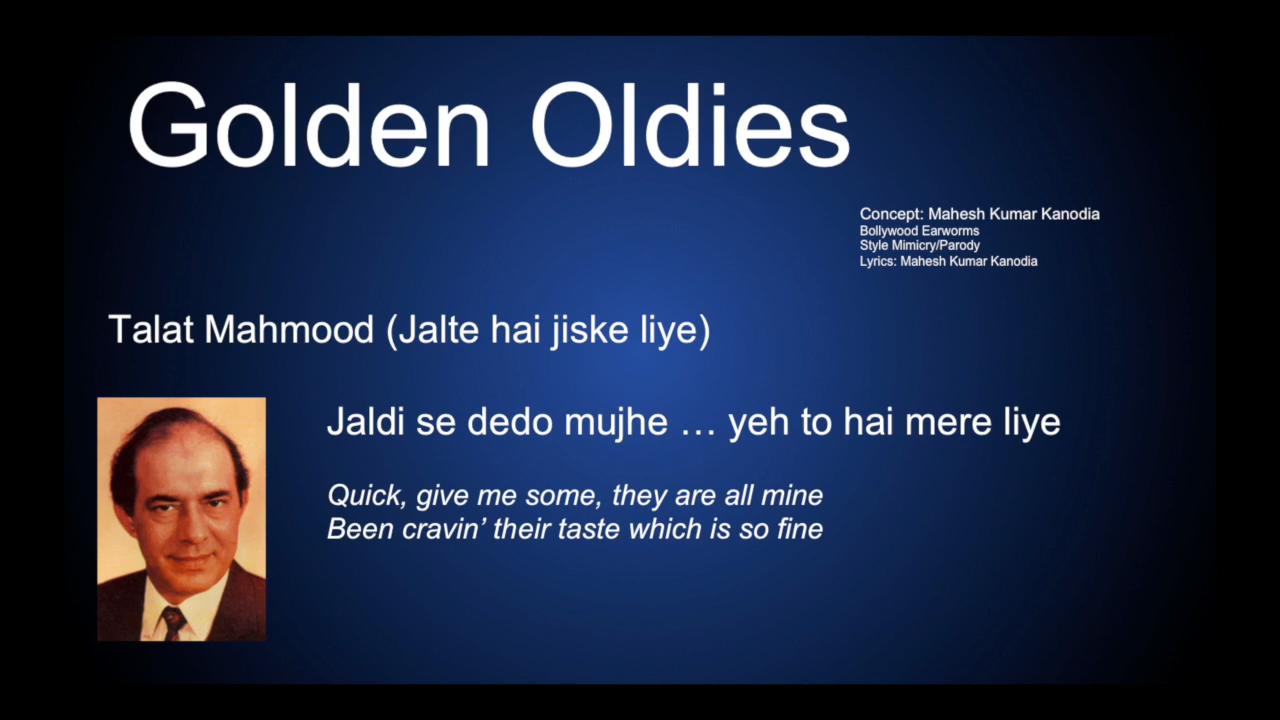 Golden Oldies
Concept: Mahesh Kumar Kanodia
Bollywood Earworms
Style Mimicry/Parody
Lyrics: Mahesh Kumar Kanodia
Talat Mahmood (Jalte hai jiske liye)
Jaldi se dedo mujhe … yeh to hai mere liye
Quick, give me some, they are all mine
Been cravin’ their taste which is so fine